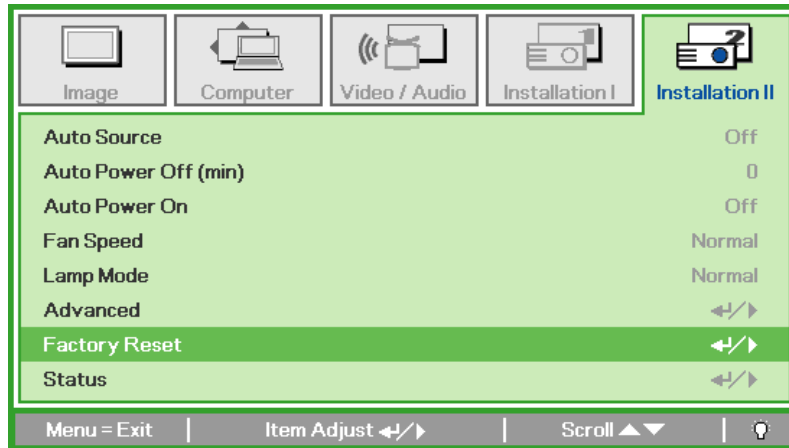 Image
Computer
Video / Audio
Installation I
Installation II
Auto Source Off
Auto Power Off (min) 0
Auto Power On Off
Fan Speed Normal
Lamp Mode Normal
Advanced
Factory Reset
Status
Menu = Exit Item Adjust Scroll